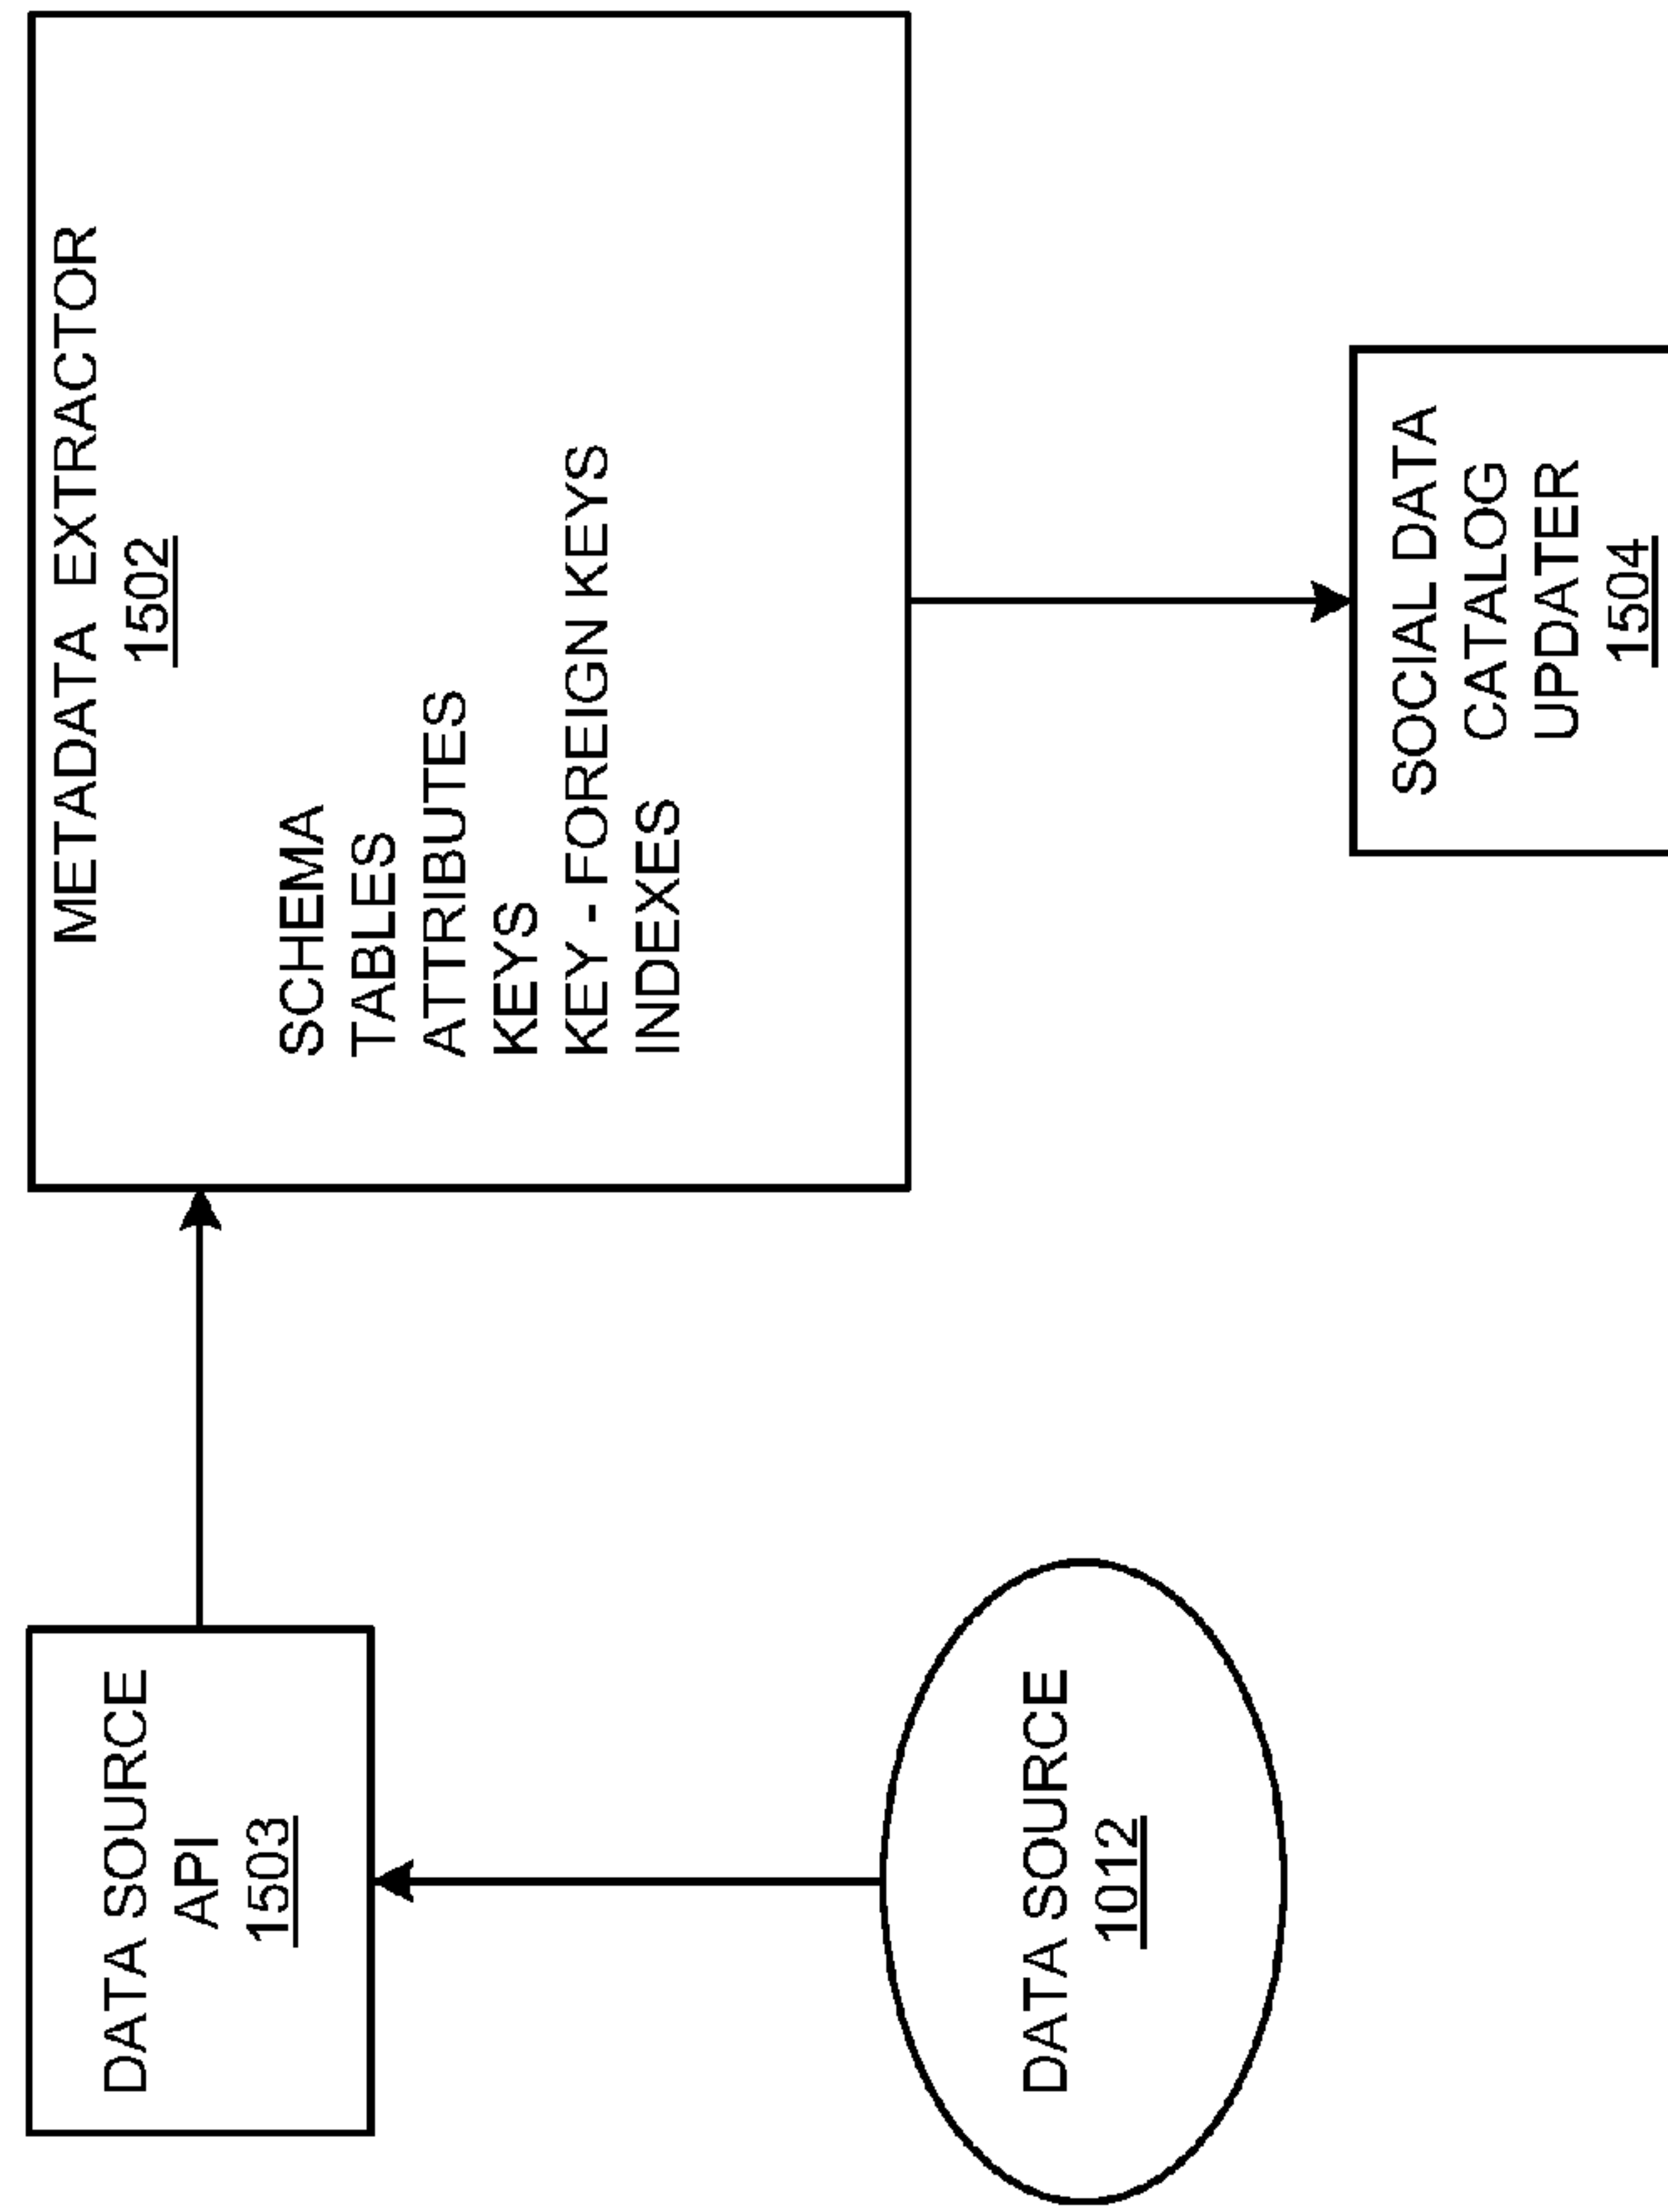 DATA SOURCE
API
1503
METADATA EXTRACTOR
1502
SCHEMA
TABLES
ATTRIBUTES
KEYS
KEY - FOREIGN KEYS
INDEXES
DATA SOURCE
1012
SOCIAL DATA
CATALOG
UPDATER
1504